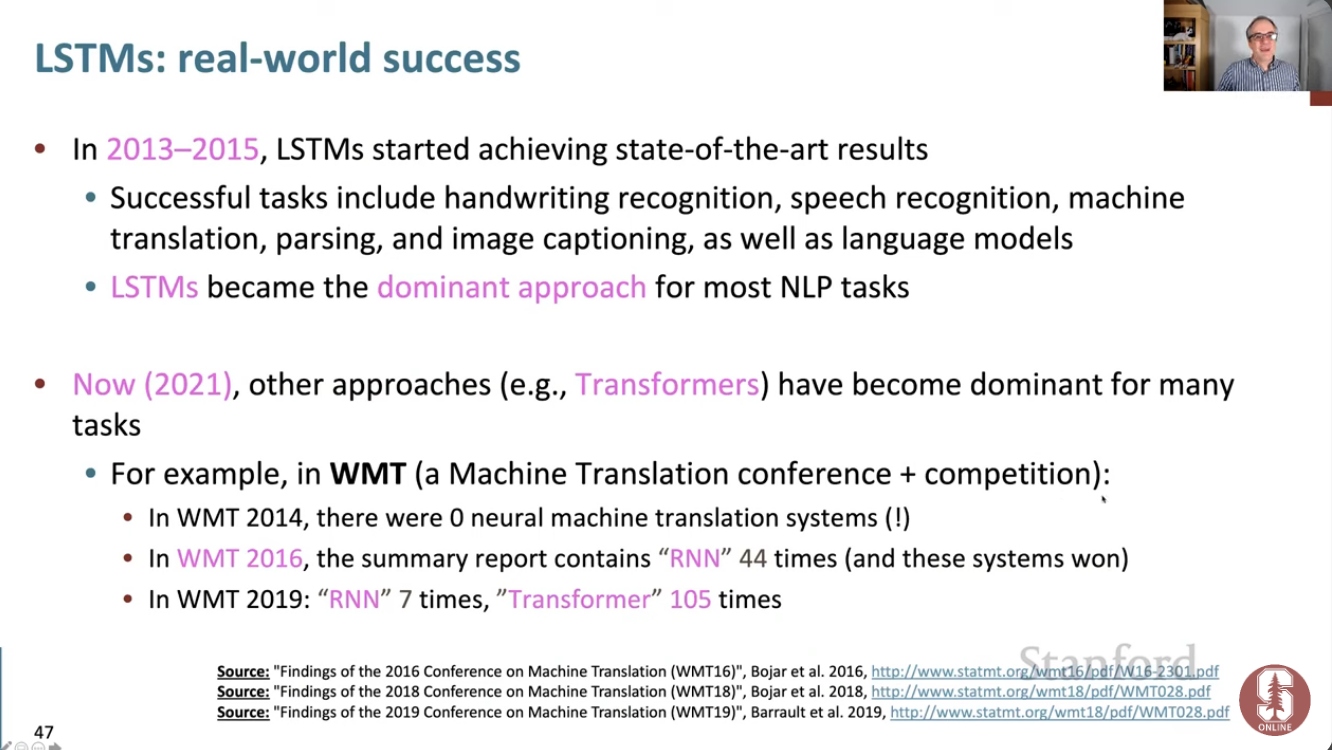 LSTMs: real-world success
• In 2013–2015, LSTMs started achieving state-of-the-art results
• Successful tasks include handwriting recognition, speech recognition, machine
translation, parsing, and image captioning, as well as language models
• LSTMs became the dominant approach for most NLP tasks
• Now (2021), other approaches (e.g., Transformers) have become dominant for many
tasks
• For example, in WMT (a Machine Translation conference + competition):
• In WMT 2014, there were 0 neural machine translation systems (!)
• In WMT 2016, the summary report contains “RNN” 44 times (and these systems won)
• In WMT 2019: “RNN” 7 times, ”Transformer” 105 times
Stanford
Source: "Findings of the 2016 Conference on Machine Translation (WMT16)", Bojar et al. 2016, http://www.statmt.org/wmt16/pdf/W16-2301.pdf
Source: "Findings of the 2018 Conference on Machine Translation (WMT18)", Bojar et al. 2018, http://www.statmt.org/wmt18/pdf/WMT028.pdf
Source: "Findings of the 2019 Conference on Machine Translation (WMT19)", Barrault et al. 2019, http://www.statmt.org/wmt18/pdf/WMT028.pdf
S
ONLINE
47